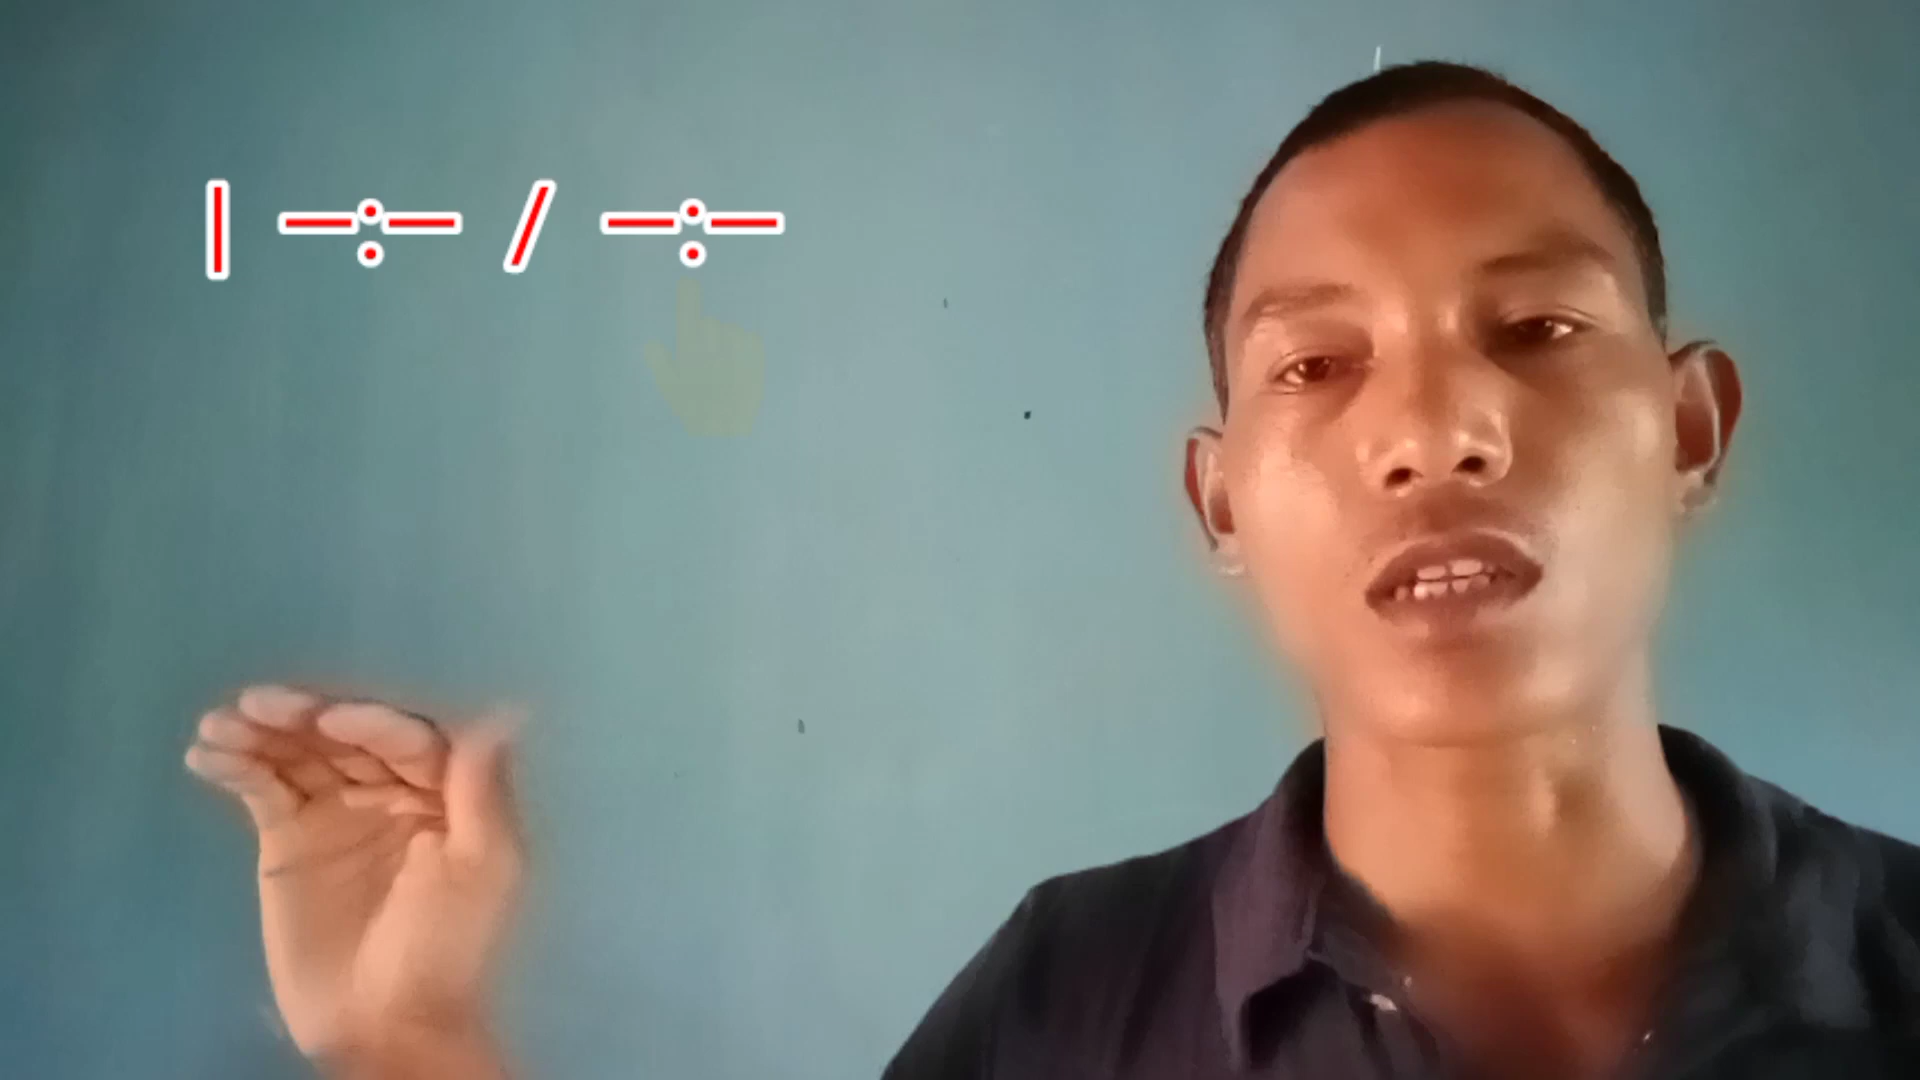 | —:— / —:—